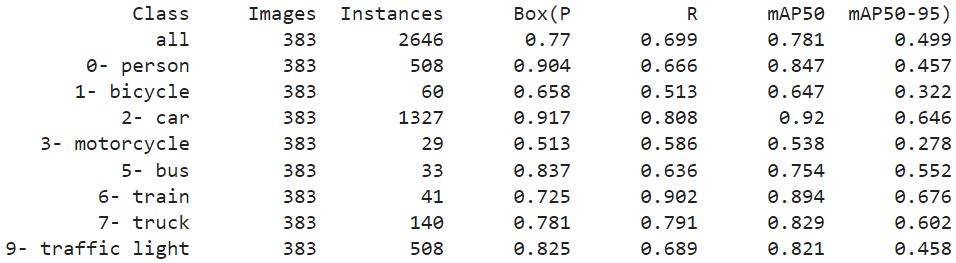 Class Images Instances Box(P R mAP50 mAP50-95)
all 383 2646 0.77 0.699 0.781 0.499
0- person 383 508 0.904 0.666 0.847 0.457
1- bicycle 383 60 0.658 0.513 0.647 0.322
2- car 383 1327 0.917 0.808 0.92 0.646
3- motorcycle 383 29 0.513 0.586 0.538 0.278
5- bus 383 33 0.837 0.636 0.754 0.552
6- train 383 41 0.725 0.902 0.894 0.676
7- truck 383 140 0.781 0.791 0.829 0.602
9- traffic light 383 508 0.825 0.689 0.821 0.458